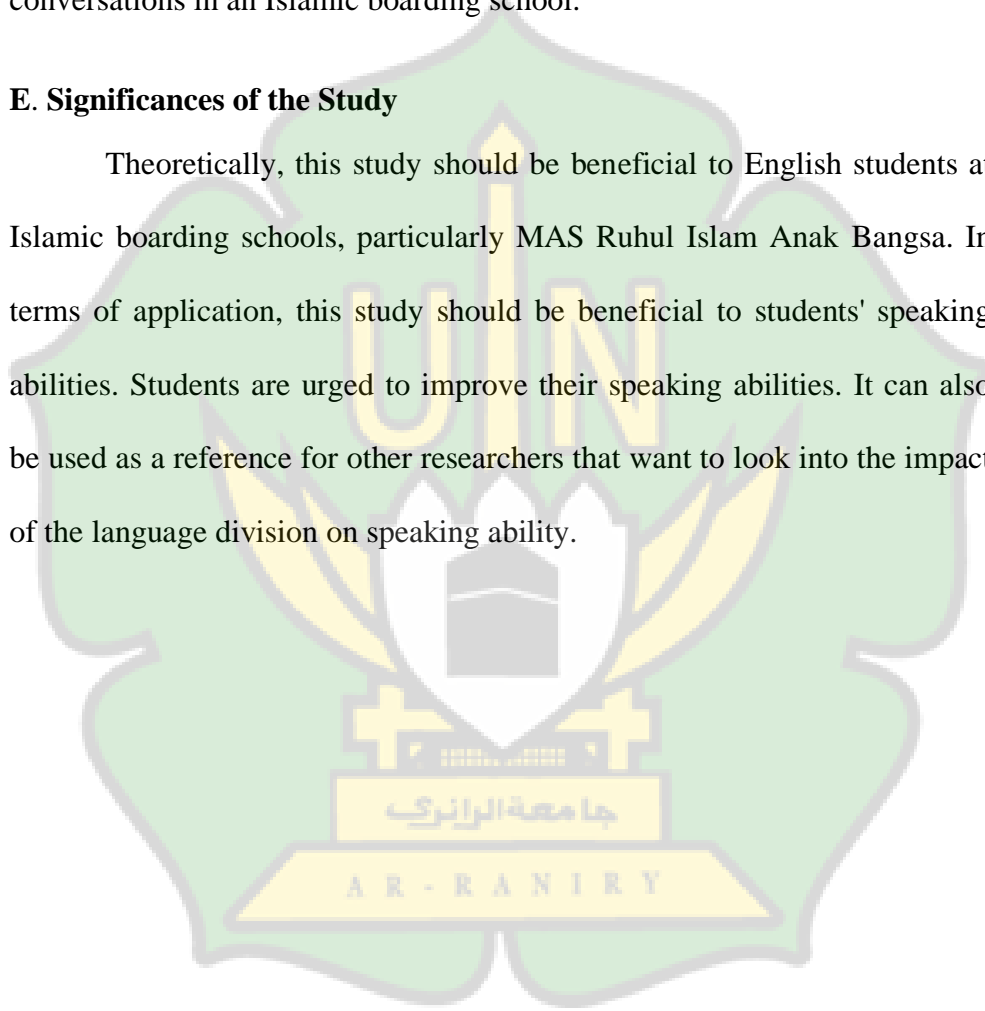 conversations in an Islamic boarding school.
E. Significances of the Study
Theoretically, this study should be beneficial to English students at
Islamic boarding schools, particularly MAS Ruhul Islam Anak Bangsa. In
terms of application, this study should be beneficial to students' speaking
abilities. Students are urged to improve their speaking abilities. It can also
be used as a reference for other researchers that want to look into the impact
of the language division on speaking ability.
UIN
جامعة الرانري
AR-RANIRY